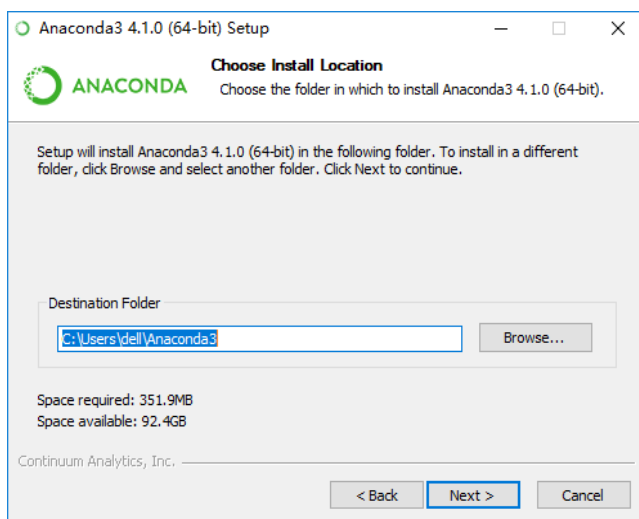 Anaconda3 4.1.0 (64-bit) Setup
ANACONDA
Choose Install Location
Choose the folder in which to install Anaconda3 4.1.0 (64-bit).
Setup will install Anaconda3 4.1.0 (64-bit) in the following folder. To install in a different
folder, click Browse and select another folder. Click Next to continue.
Destination Folder
C:\Users\dell\Anaconda3
Browse...
Space required: 351.9MB
Space available: 92.4GB
Continuum Analytics, Inc.
< Back
Next >
Cancel